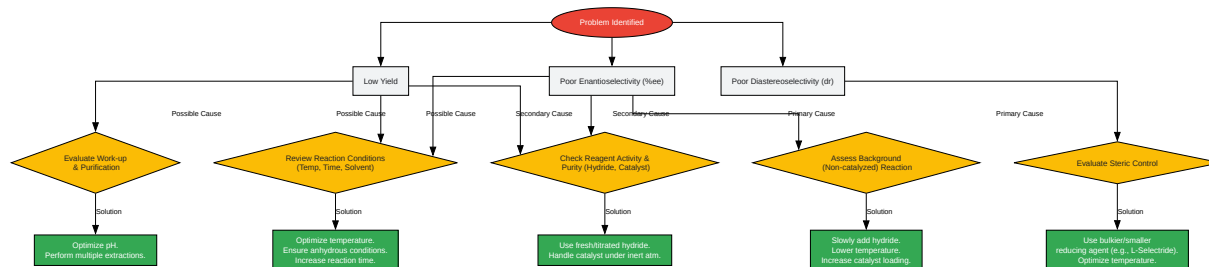 Problem Identified
Low Yield
Poor Enantioselectivity (%ee)
Poor Diastereoselectivity (dr)
Possible Cause
Possible Cause
Possible Cause
Secondary Cause
Secondary Cause
Primary Cause
Primary Cause
Evaluate Work-up
& Purification
Review Reaction Conditions
(Temp, Time, Solvent)
Check Reagent Activity &
Purity (Hydride, Catalyst)
Assess Background
(Non-catalyzed) Reaction
Evaluate Steric Control
Solution
Solution
Solution
Solution
Solution
Optimize pH.
Perform multiple extractions.
Optimize temperature.
Ensure anhydrous conditions.
Increase reaction time.
Use fresh/titrated hydride.
Handle catalyst under inert atm.
Slowly add hydride.
Lower temperature.
Increase catalyst loading.
Use bulkier/smaller
reducing agent (e.g., L-Selectride).
Optimize temperature.